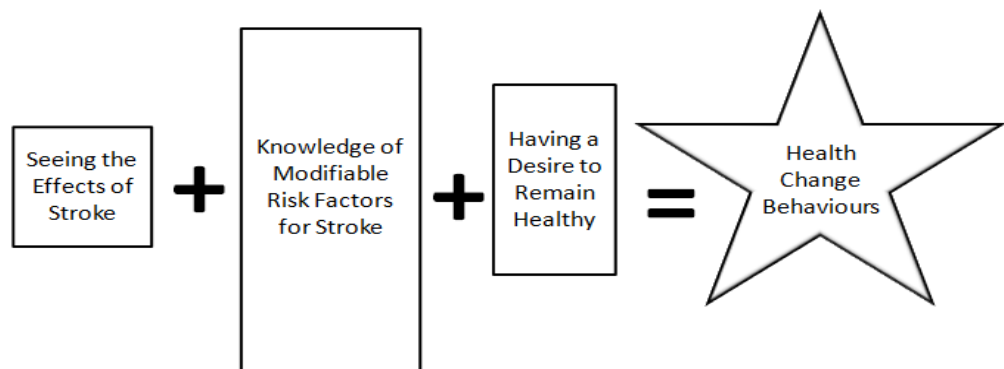 Seeing the
Effects of
Stroke
+
Knowledge of
Modifiable
Risk Factors
for Stroke
+
Having a
Desire to
Remain
Healthy
=
Health
Change
Behaviours